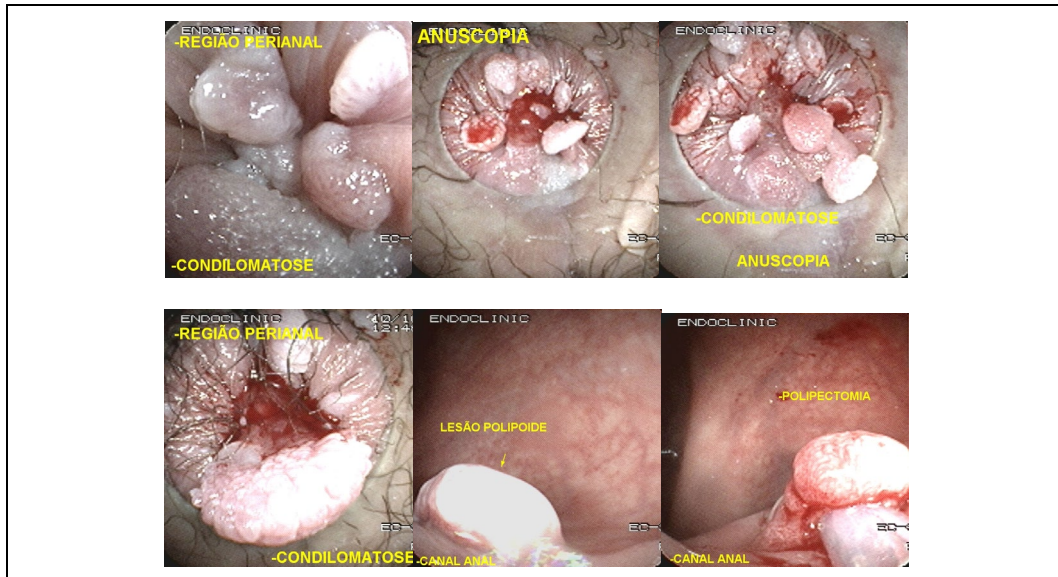 ENDOCLINIC
-REGIÃO PERIANAL
-CONDILOMATOSE
ANUSCOPIA
ENDOCLINIC
-CONDILOMATOSE
ANUSCOPIA
ENDOCLINIC
-REGIÃO PERIANAL
-CONDILOMATOSE
ENDOCLINIC
LESÃO POLIPOIDE
-CANAL ANAL
ENDOCLINIC
-POLIPECTOMIA
-CANAL ANAL